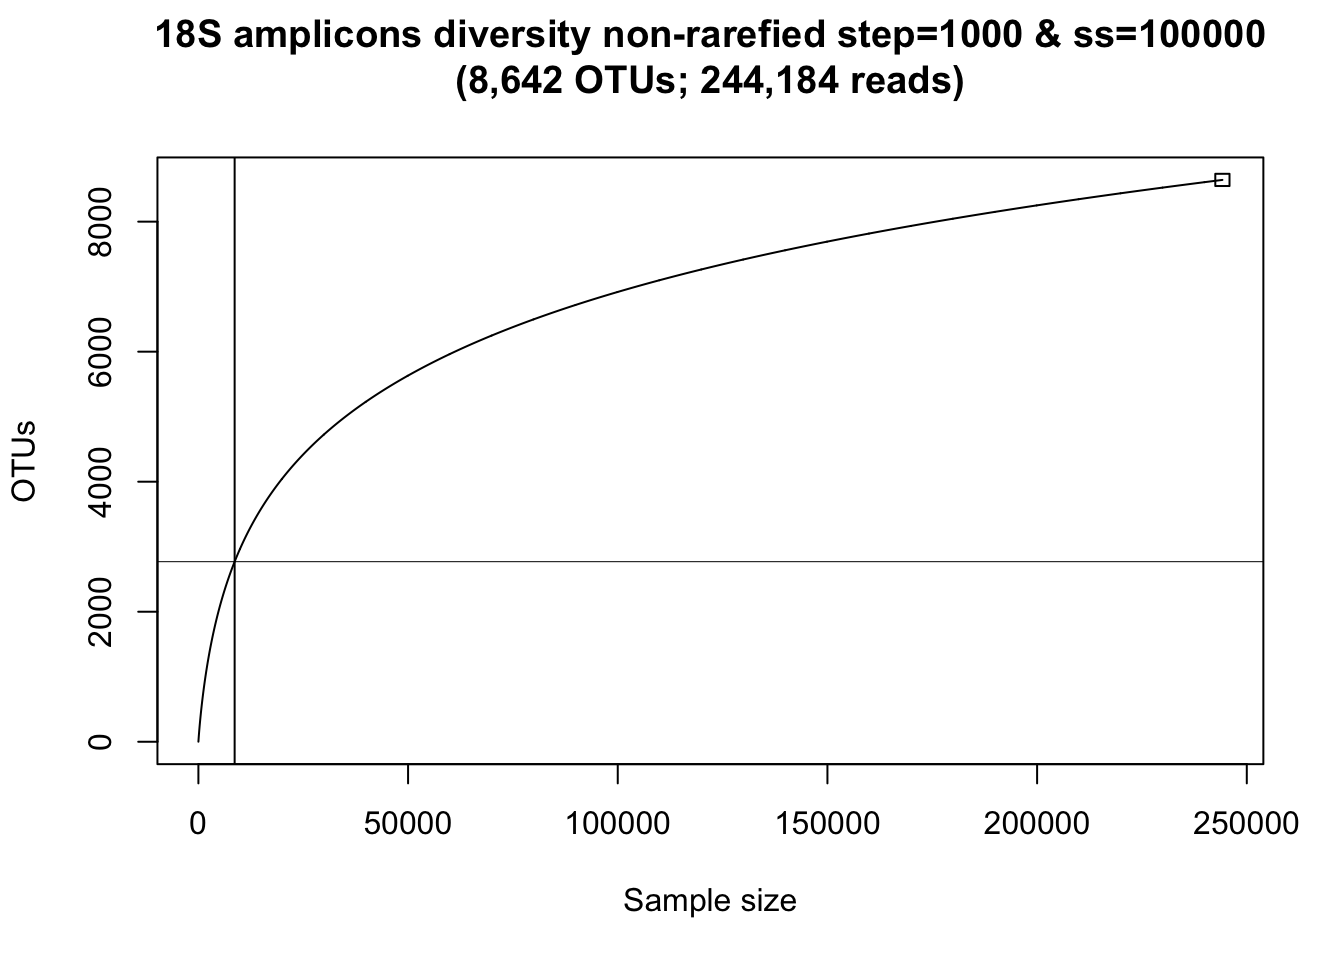 18S amplicons diversity non-rarefied step=1000 & ss=100000
(8,642 OTUs; 244,184 reads)
OTUs
8000
6000
4000
2000
0
0 50000 100000 150000 200000 250000
Sample size